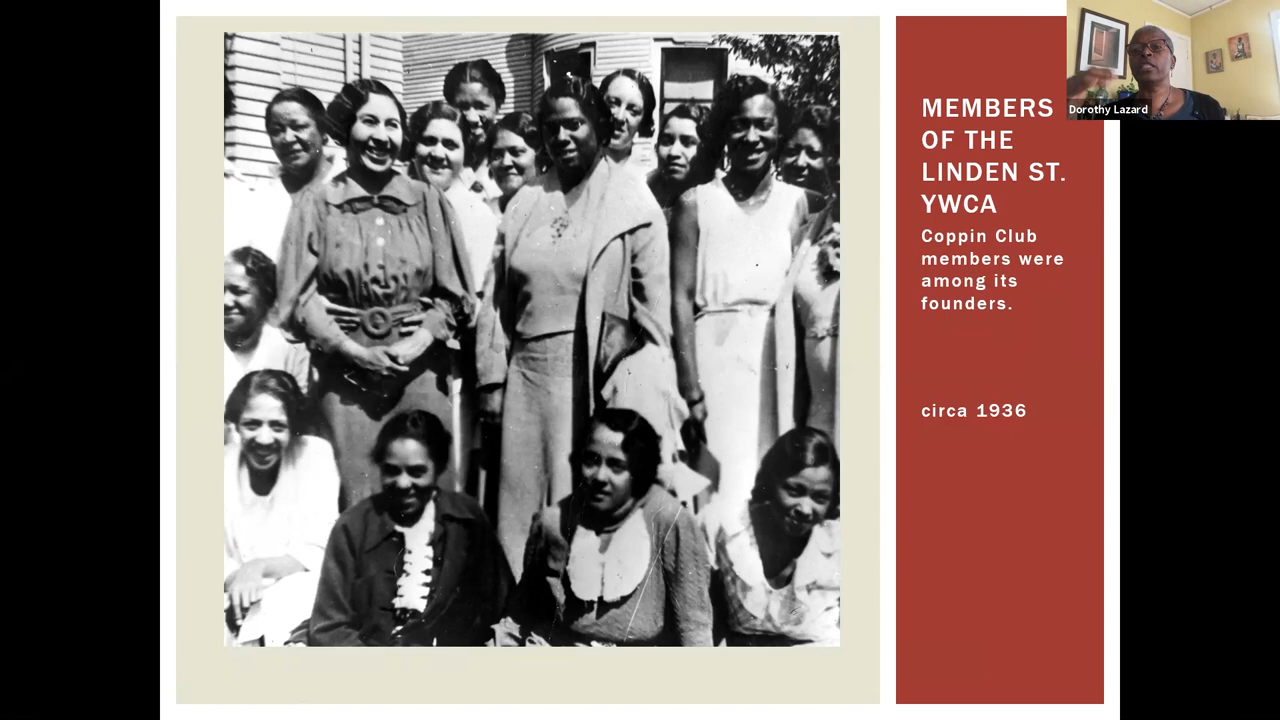 MEMBERS
OF THE
LINDEN ST.
YWCA
Coppin Club
members were
among its
founders.
circa 1936
Dorothy Lazard